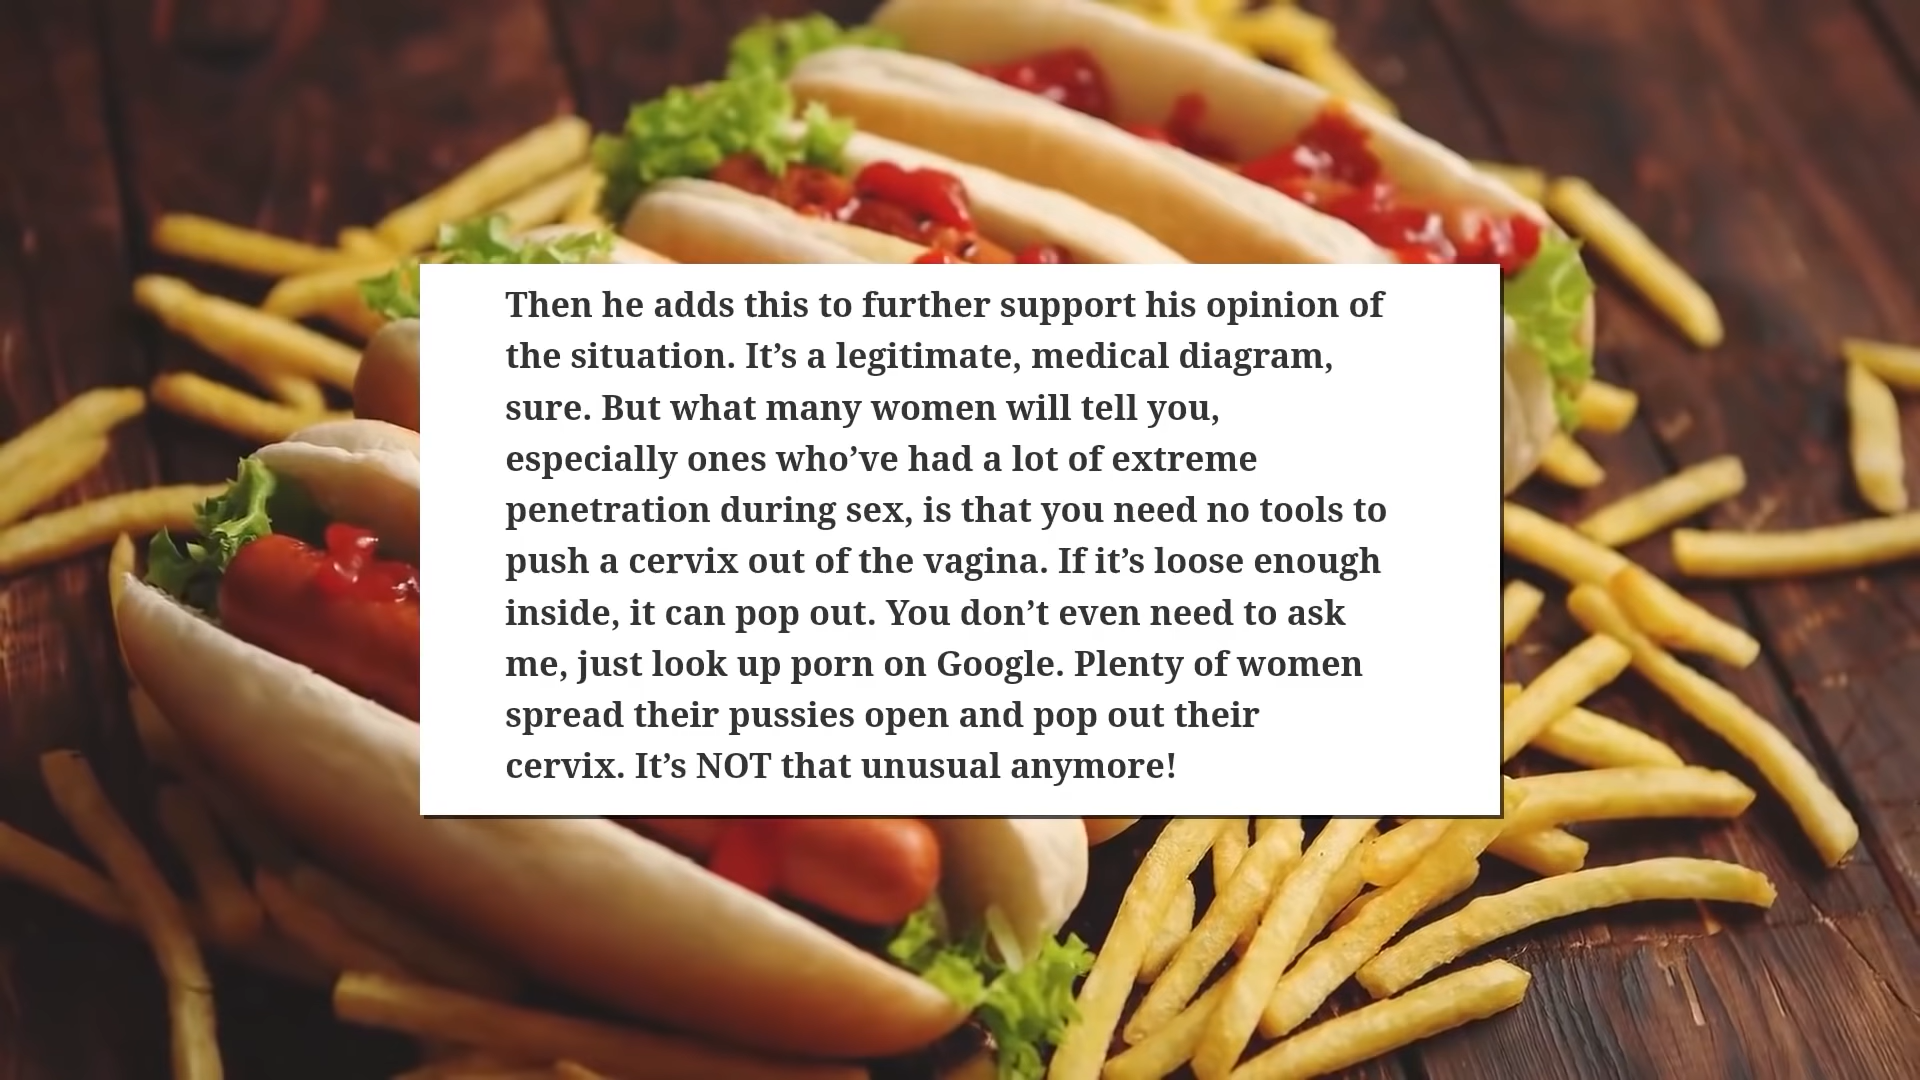 Then he adds this to further support his opinion of
the situation. It’s a legitimate, medical diagram,
sure. But what many women will tell you,
especially ones who’ve had a lot of extreme
penetration during sex, is that you need no tools to
push a cervix out of the vagina. If it’s loose enough
inside, it can pop out. You don’t even need to ask
me, just look up porn on Google. Plenty of women
spread their pussies open and pop out their
cervix. It’s NOT that unusual anymore!